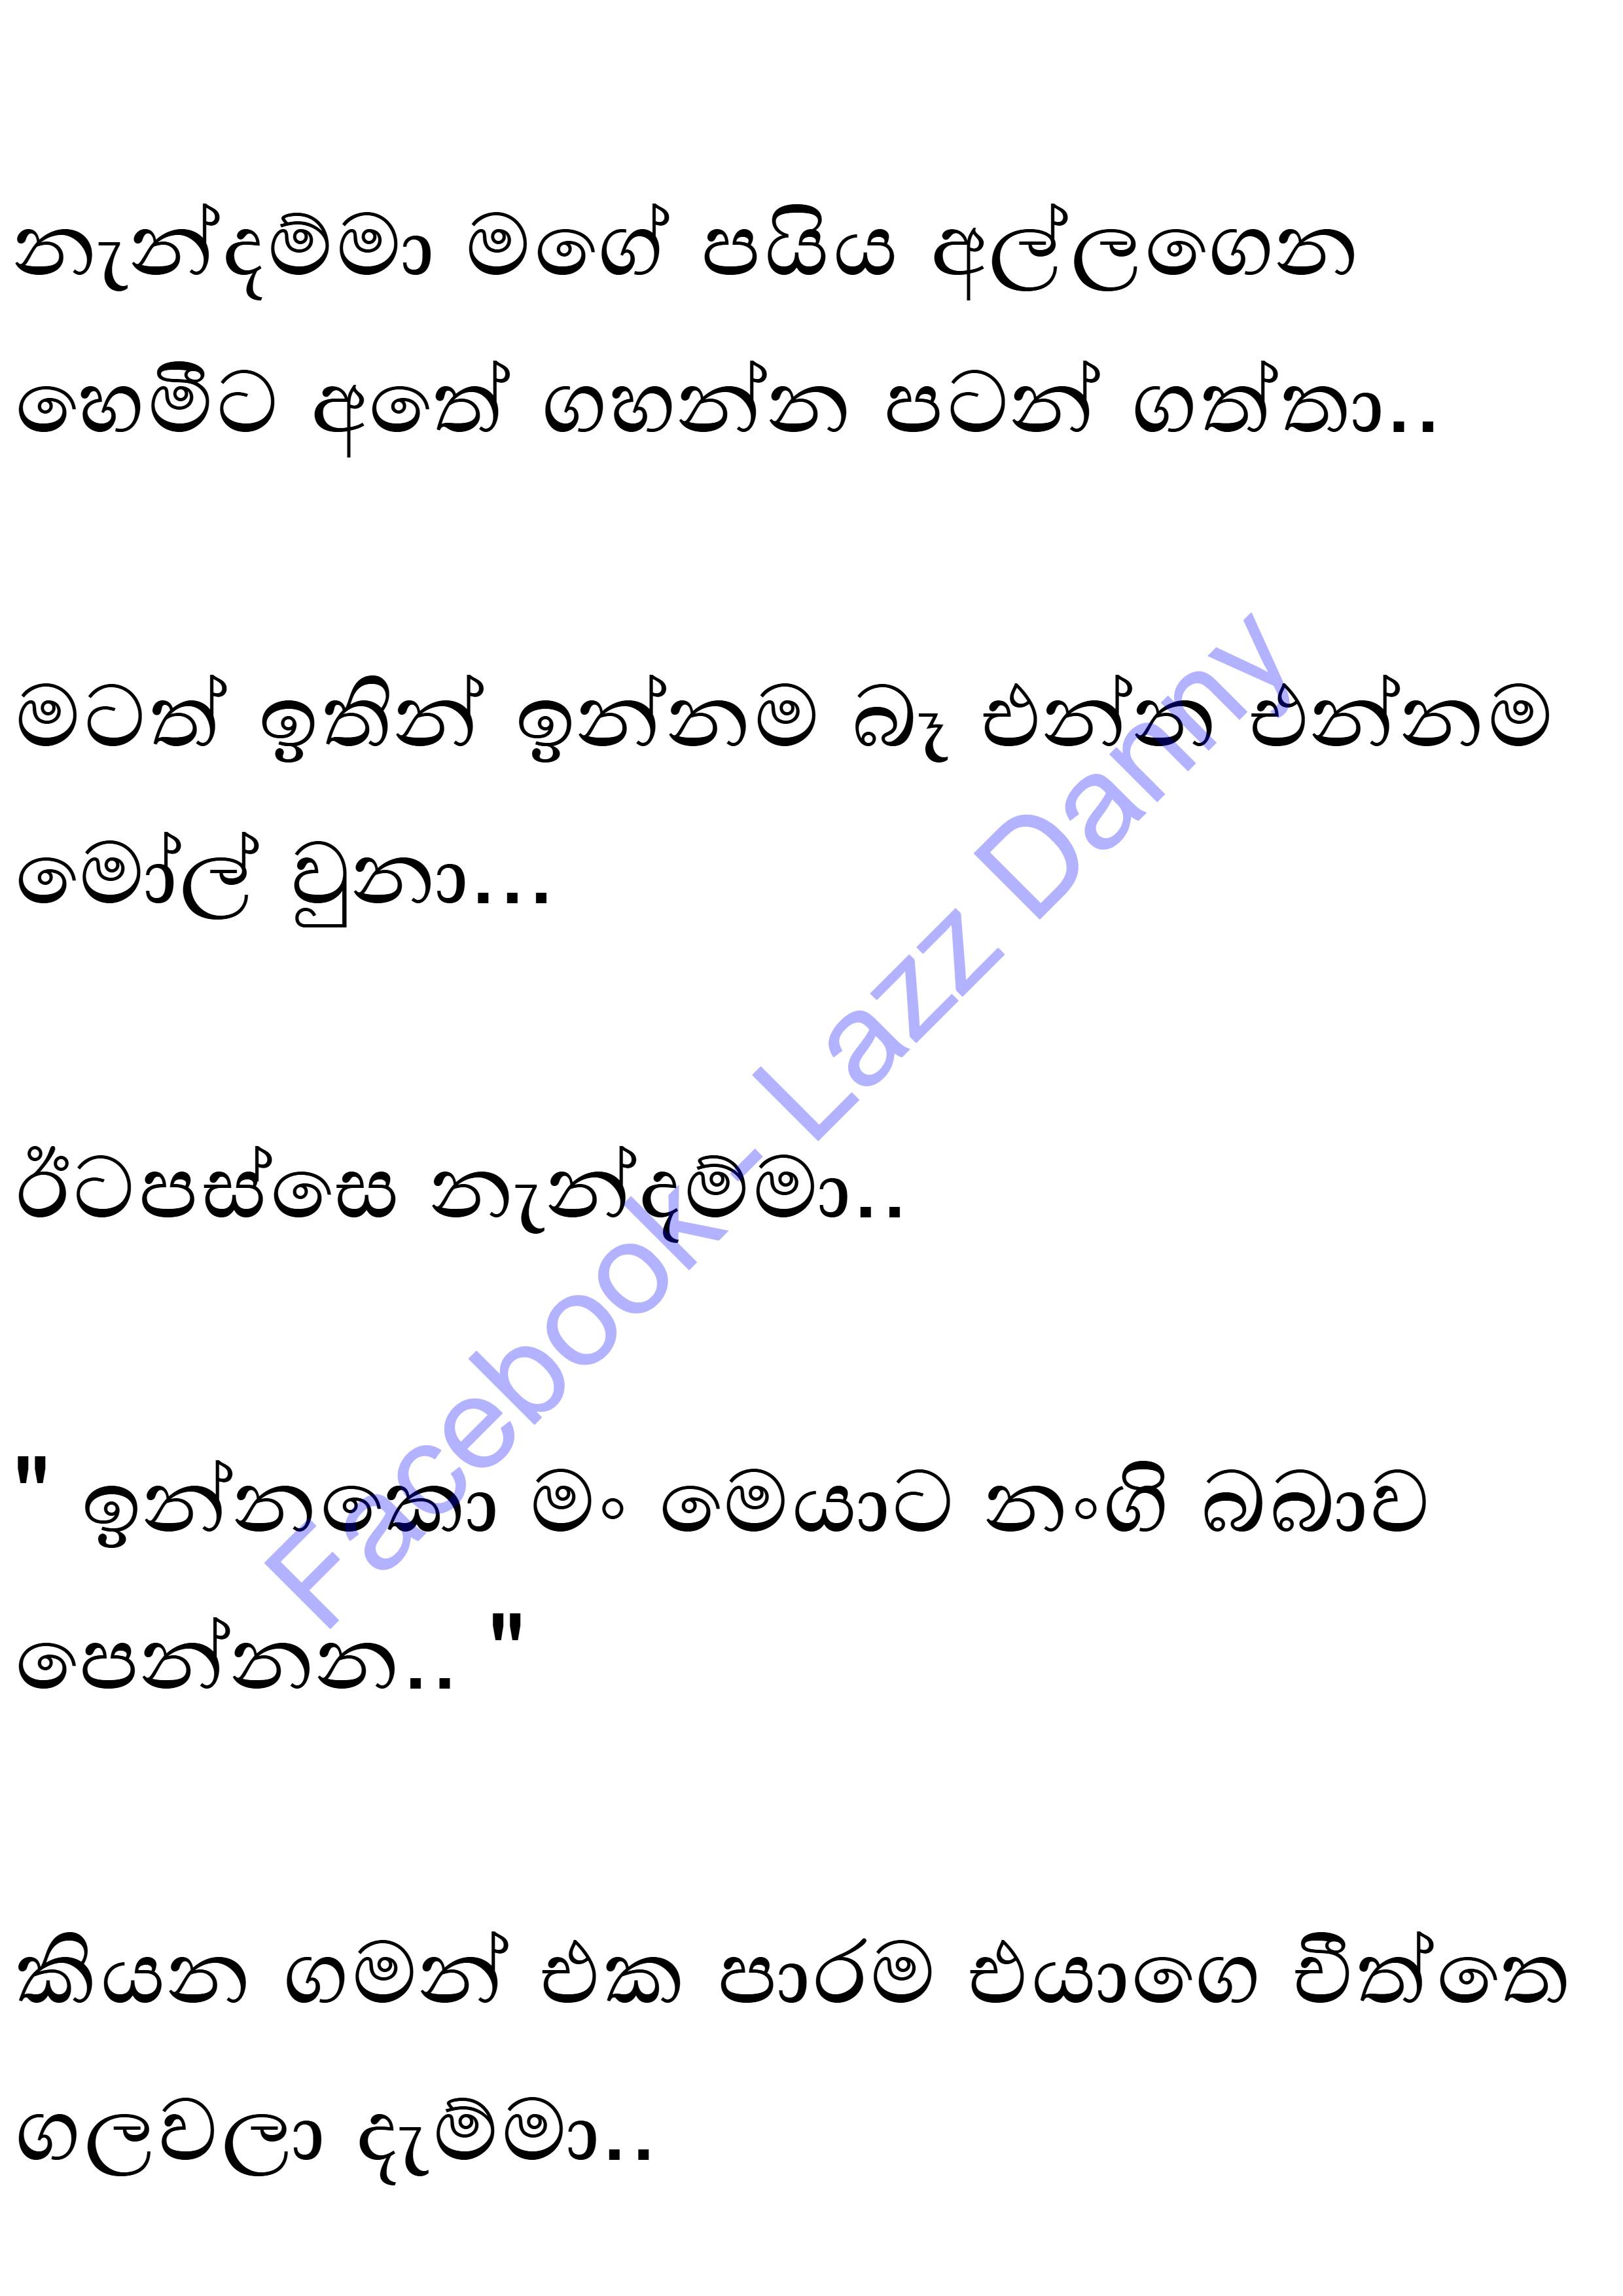 නැන්දම්මා මගේ පයිය අල්ලගෙන
හෙමීට අතේ ගහන්න පටන් ගත්තා..
මටත් ඉතින් ඉන්නම බෑ එන්න එන්නම
මෝල් වුනා...
ඊටපස්සෙ නැන්දම්මා..
" ඉන්නකො මං මෙයාට නංගි බබාව
පෙන්නන.. "
කියන ගමන් එක පාරම එයාගෙ චීත්තෙ
ගලවලා දැම්මා..
Facebook - Lazz Danny